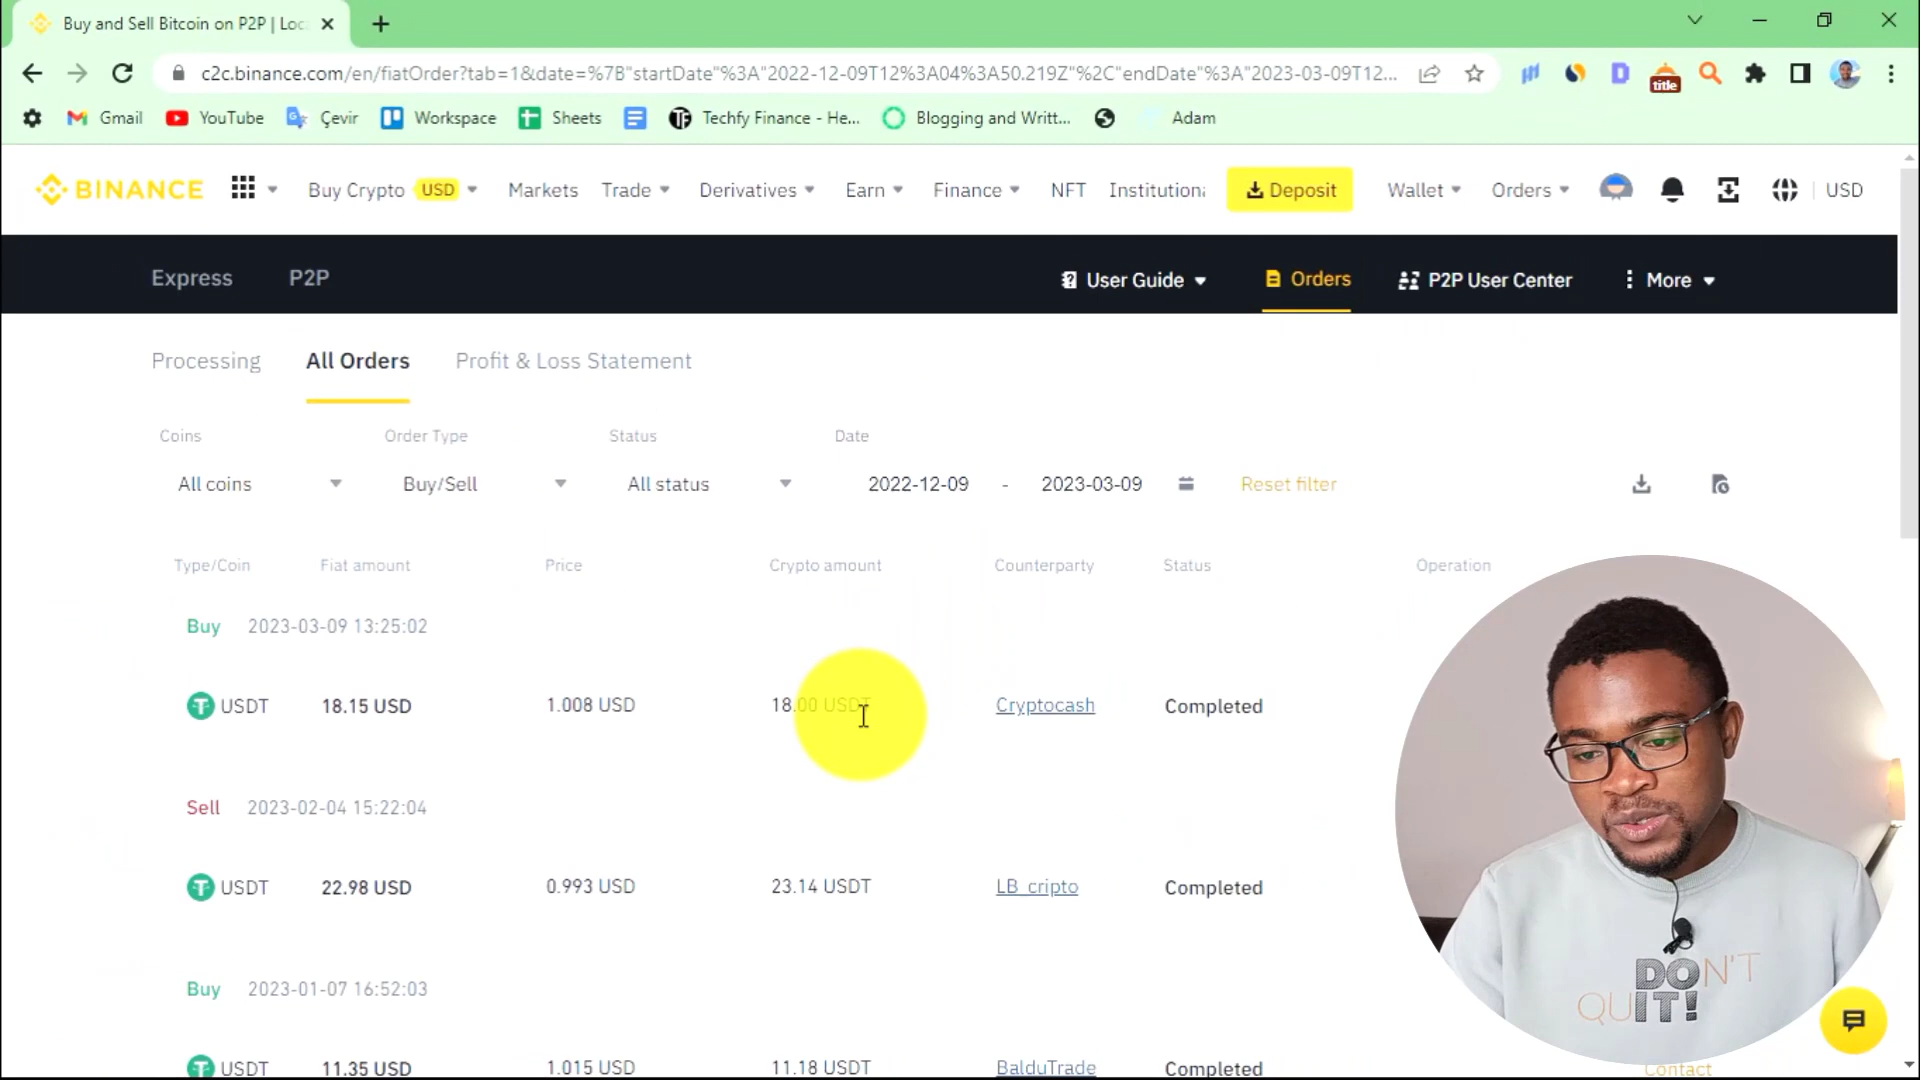 Buy and Sell Bitcoin on P2P | Loc
c2c.binance.com/en/fiatOrder?tab=1&date=%7B"startDate"%3A"2022-12-09T12%3A04%3A50.219Z"%2C"endDate"%3A"2023-03-09T12...
title
Gmail YouTube Çevir Workspace Sheets Techfy Finance - He... Blogging and Writt... Adam
BINANCE Buy Crypto USD Markets Trade Derivatives Earn Finance NFT Institutiona Deposit Wallet Orders USD
Express P2P User Guide Orders P2P User Center More
Processing All Orders Profit & Loss Statement
Coins Order Type Status Date
All coins Buy/Sell All status 2022-12-09 - 2023-03-09 Reset filter
Type/Coin Fiat amount Price Crypto amount Counterparty Status Operation
Buy 2023-03-09 13:25:02
USDT 18.15 USD 1.008 USD 18.00 USDT Cryptocash Completed
Sell 2023-02-04 15:22:04
USDT 22.98 USD 0.993 USD 23.14 USDT LB_cripto Completed
Buy 2023-01-07 16:52:03
USDT 11.35 USD 1.015 USD 11.18 USDT BalduTrade Completed Contact
DON'T
QUIT!